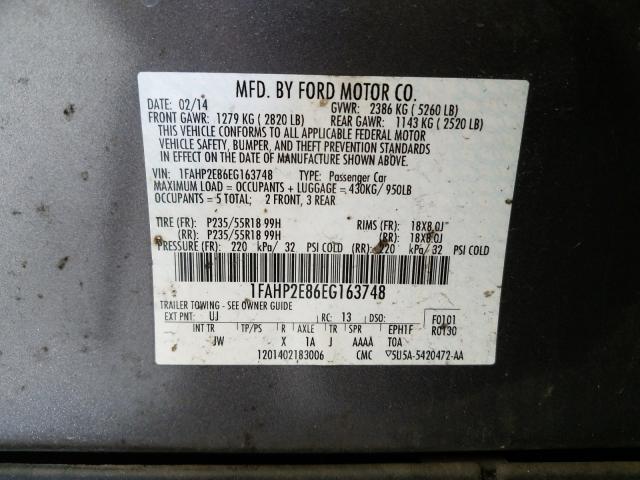 MFD. BY FORD MOTOR CO.
DATE: 02/14 GVWR: 2386 KG ( 5260 LB)
FRONT GAWR: 1279 KG ( 2820 LB) REAR GAWR: 1143 KG ( 2520 LB)
THIS VEHICLE CONFORMS TO ALL APPLICABLE FEDERAL MOTOR
VEHICLE SAFETY, BUMPER, AND THEFT PREVENTION STANDARDS
IN EFFECT ON THE DATE OF MANUFACTURE SHOWN ABOVE.
VIN: 1FAHP2E86EG163748 TYPE: Passenger Car
MAXIMUM LOAD = OCCUPANTS + LUGGAGE = 430KG/ 950LB
OCCUPANTS = 5 TOTAL; 2 FRONT, 3 REAR
TIRE (FR): P235/55R18 99H RIMS (FR): 18X8.0J"
(RR): P235/55R18 99H (RR): 18X8.0J"
PRESSURE (FR): 220 kPa/ 32 PSI COLD (RR): 220 kPa/ 32 PSI COLD
1FAHP2E86EG163748
TRAILER TOWING - SEE OWNER GUIDE
EXT PNT: UJ RC: 13 DSO: F0101
INT TR TP/PS R AXLE TR SPR EPH1F R0130
JW X 1A J AAAA T0A
1201402183006 CMC 5U5A-5420472-AA